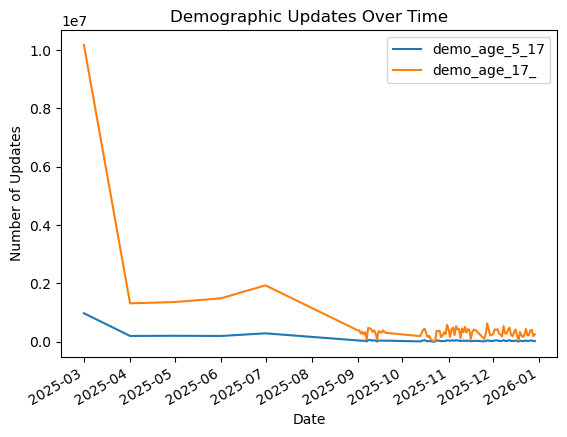 Demographic Updates Over Time
1e7
demo_age_5_17
demo_age_17_
Number of Updates
1.0
0.8
0.6
0.4
0.2
0.0
2025-03
2025-04
2025-05
2025-06
2025-07
2025-08
2025-09
2025-10
2025-11
2025-12
2026-01
Date